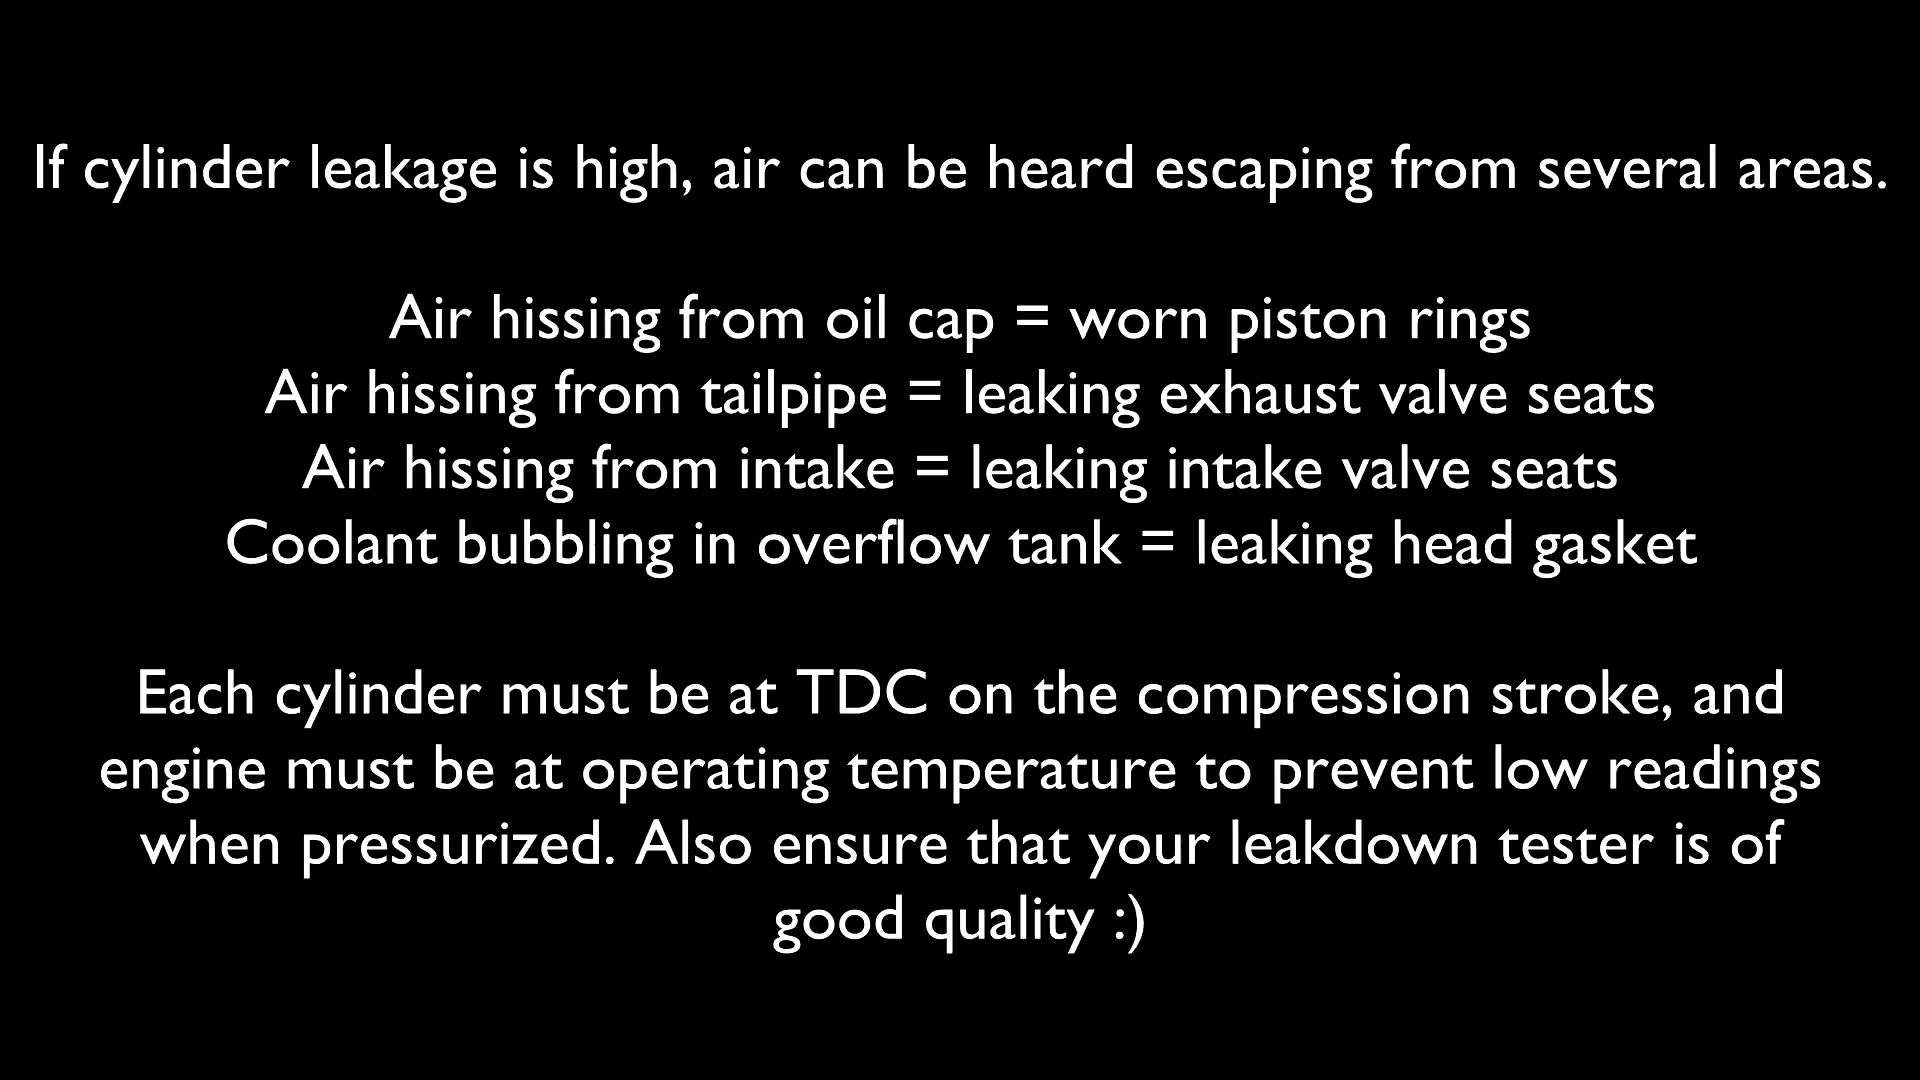 If cylinder leakage is high, air can be heard escaping from several areas.
Air hissing from oil cap = worn piston rings
Air hissing from tailpipe = leaking exhaust valve seats
Air hissing from intake = leaking intake valve seats
Coolant bubbling in overflow tank = leaking head gasket
Each cylinder must be at TDC on the compression stroke, and
engine must be at operating temperature to prevent low readings
when pressurized. Also ensure that your leakdown tester is of
good quality :)